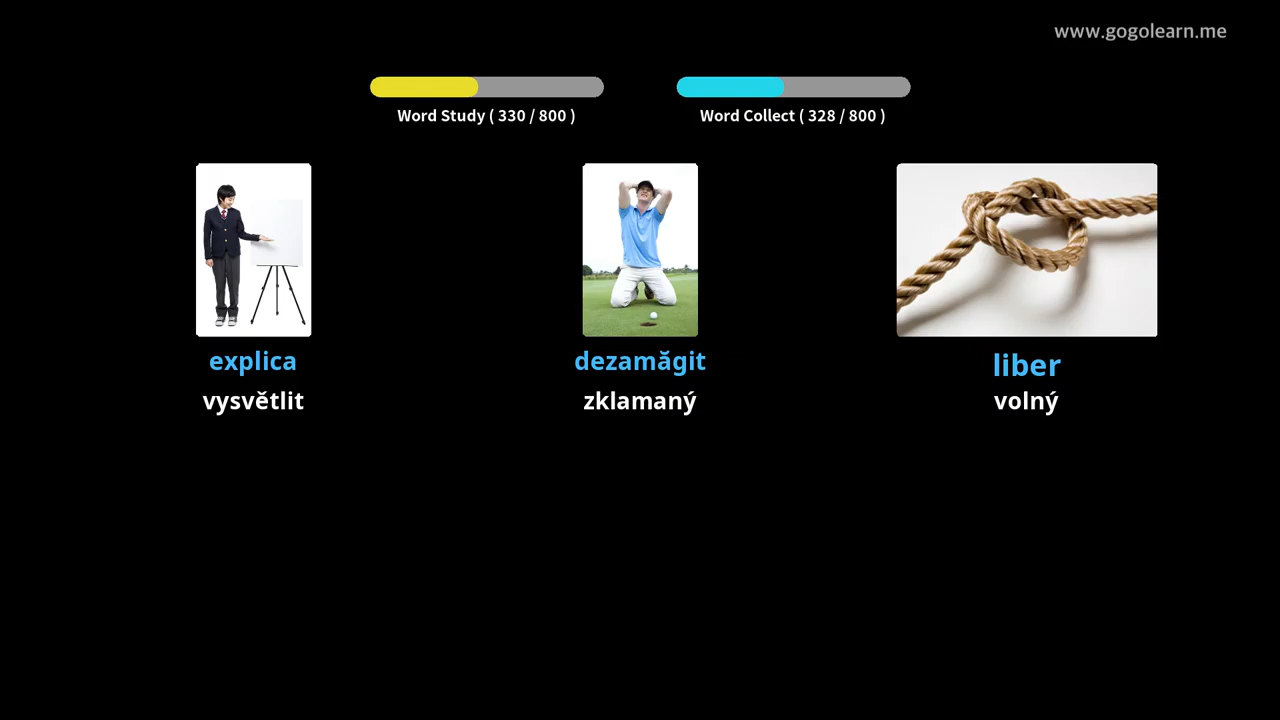 www.gogolearn.me
Word Study ( 330 / 800 )
Word Collect ( 328 / 800 )
explica
vysvětlit
dezamăgit
zklamaný
liber
volný